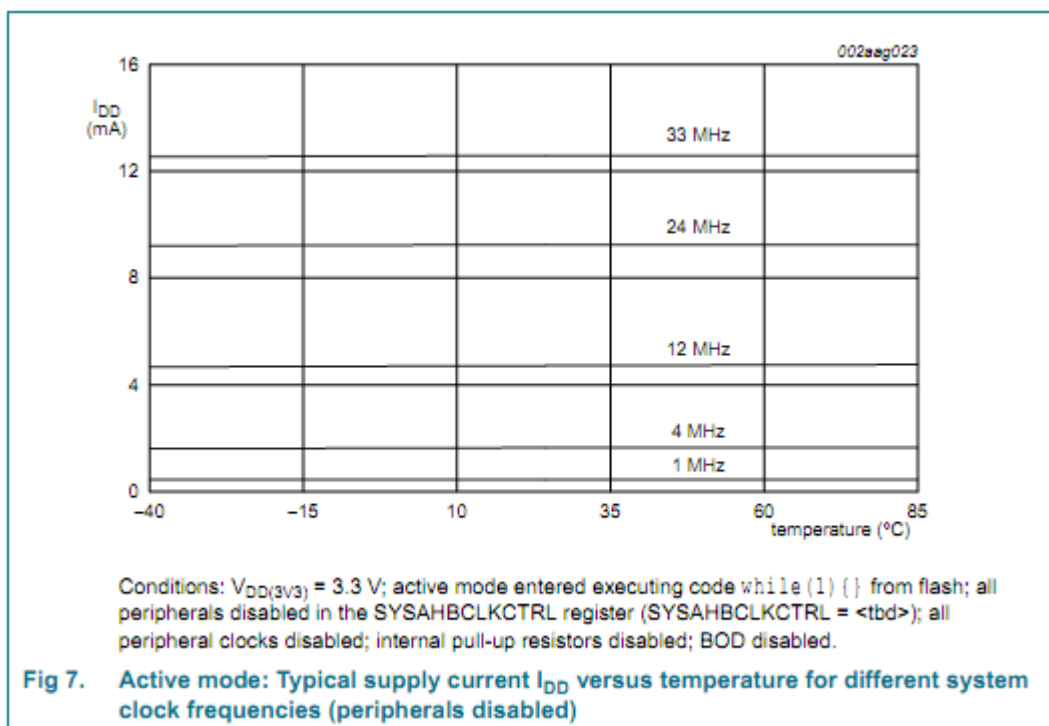 002aag023
16
I_DD
(mA)
33 MHz
12
24 MHz
8
12 MHz
4
4 MHz
1 MHz
0
–40 –15 10 35 60 85
temperature (°C)
Conditions: V_DD(3V3) = 3.3 V; active mode entered executing code while(1){} from flash; all
peripherals disabled in the SYSAHBCLKCTRL register (SYSAHBCLKCTRL = <tbd>); all
peripheral clocks disabled; internal pull-up resistors disabled; BOD disabled.
Fig 7. Active mode: Typical supply current I_DD versus temperature for different system
clock frequencies (peripherals disabled)